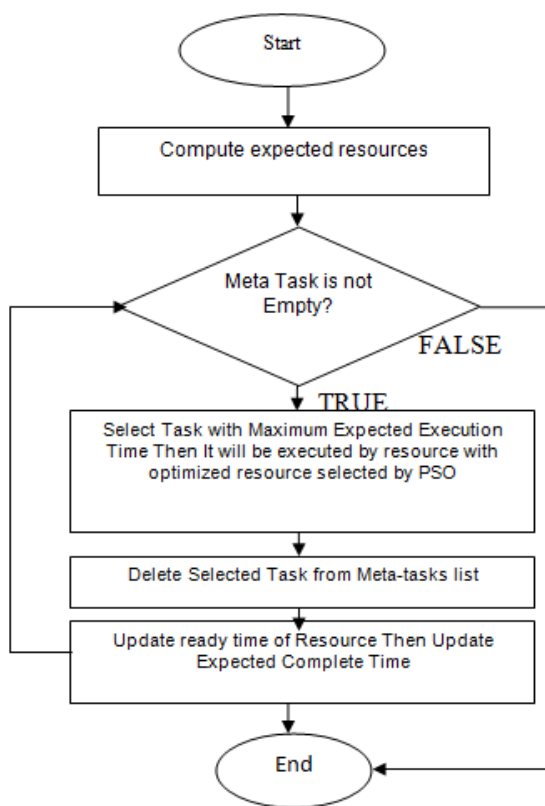 Start
Compute expected resources
Meta Task is not
Empty?
FALSE
TRUE
Select Task with Maximum Expected Execution
Time Then It will be executed by resource with
optimized resource selected by PSO
Delete Selected Task from Meta-tasks list
Update ready time of Resource Then Update
Expected Complete Time
End